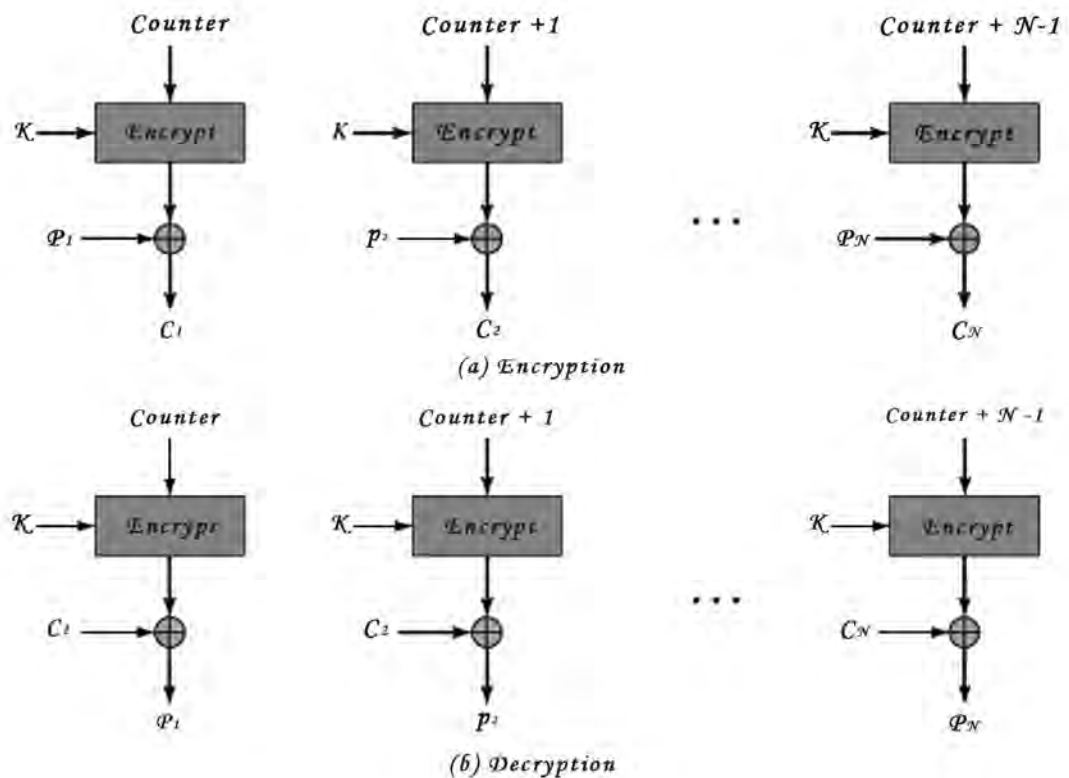 Counter Counter +1 Counter + N-1
K Encrypt K Encrypt K Encrypt
P1 p2 PN
C1 C2 CN
(a) Encryption
Counter Counter + 1 Counter + N -1
K Encrypt K Encrypt K Encrypt
C1 C2 CN
P1 p2 PN
(b) Decryption